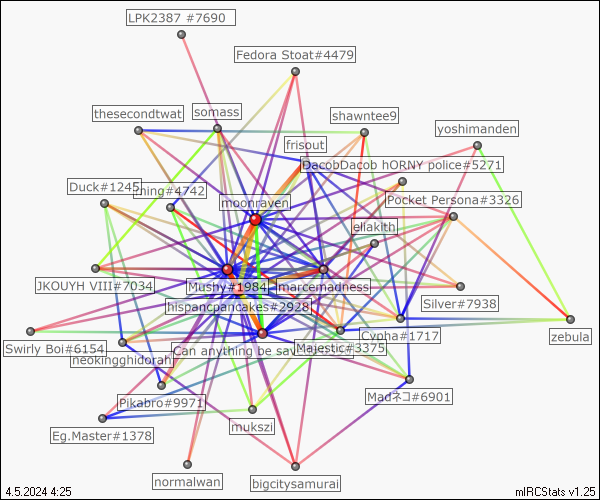 LPK2387 #7690
Fedora Stoat#4479
thesecondtwat
somass
shawntee9
yoshimanden
frisout
DacobDacob hORNY police#5271
Duck#1245
ning#4742
moonraven
Pocket Persona#3326
eliakith
JKOUYH VIII#7034
Mushy#1984
marcemadness
Silver#7938
hispancpancakes#2928
Cypha#1717
zebula
Swirly Boi#6154
neokingghidorah
Can anything be save
Majestic#3375
Pikabro#9971
Madネコ#6901
Eg.Master#1378
mukszi
normalwan
bigcitysamurai
4.5.2024 4:25
mIRCStats v1.25